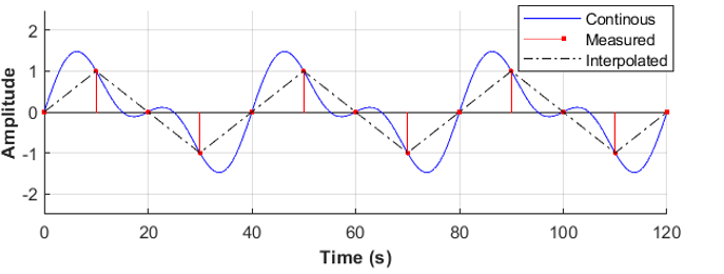 Continous
Measured
Interpolated
2
1
0
-1
-2
Amplitude
0 20 40 60 80 100 120
Time (s)